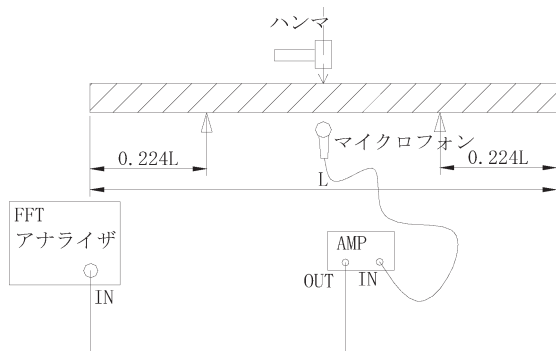 ハンマ
マイクロフォン
0.224L
0.224L
L
FFT
アナライザ
IN
AMP
OUT
IN